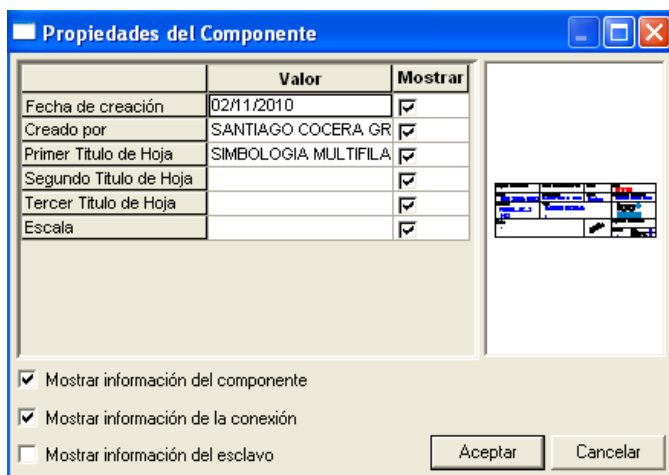 Propiedades del Componente
Valor Mostrar
Fecha de creación 02/11/2010
Creado por SANTIAGO COCERA GR
Primer Titulo de Hoja SIMBOLOGIA MULTIFILA
Segundo Titulo de Hoja
Tercer Titulo de Hoja
Escala
Mostrar información del componente
Mostrar información de la conexión
Mostrar información del esclavo
Aceptar Cancelar